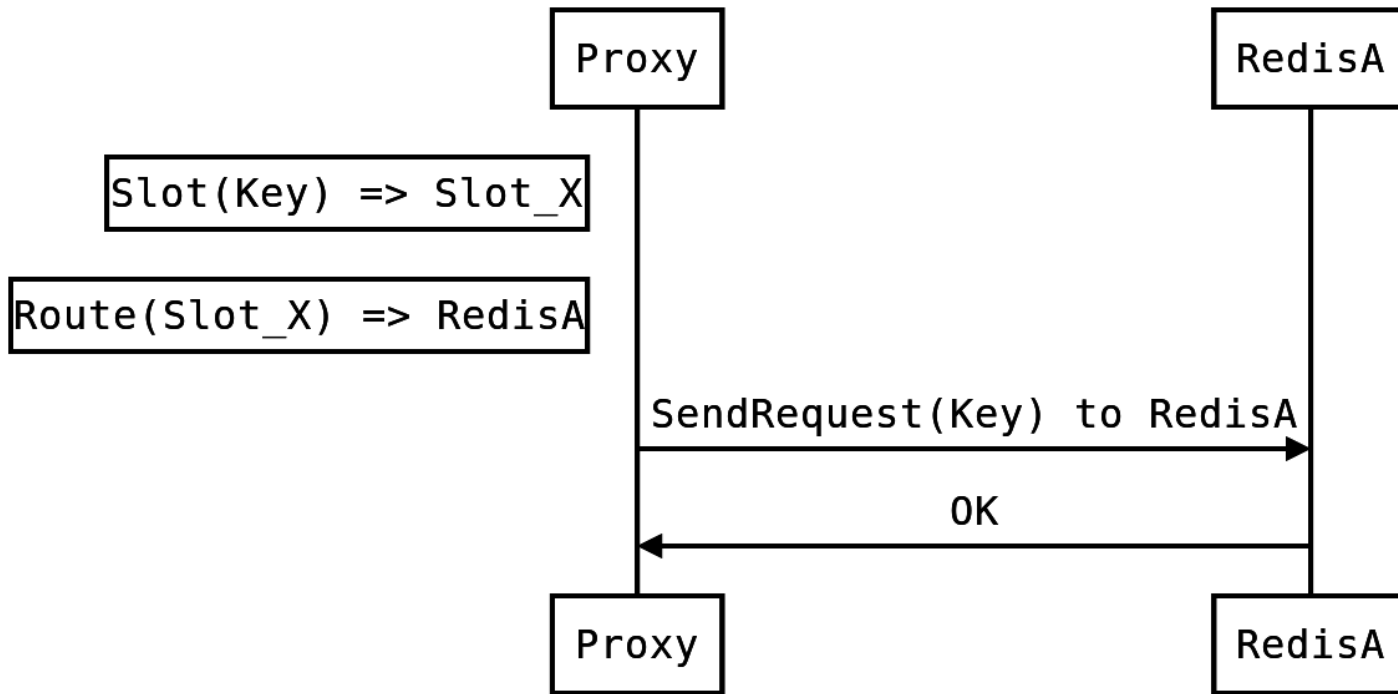 Proxy
RedisA
Slot(Key) => Slot_X
Route(Slot_X) => RedisA
SendRequest(Key) to RedisA
OK
Proxy
RedisA